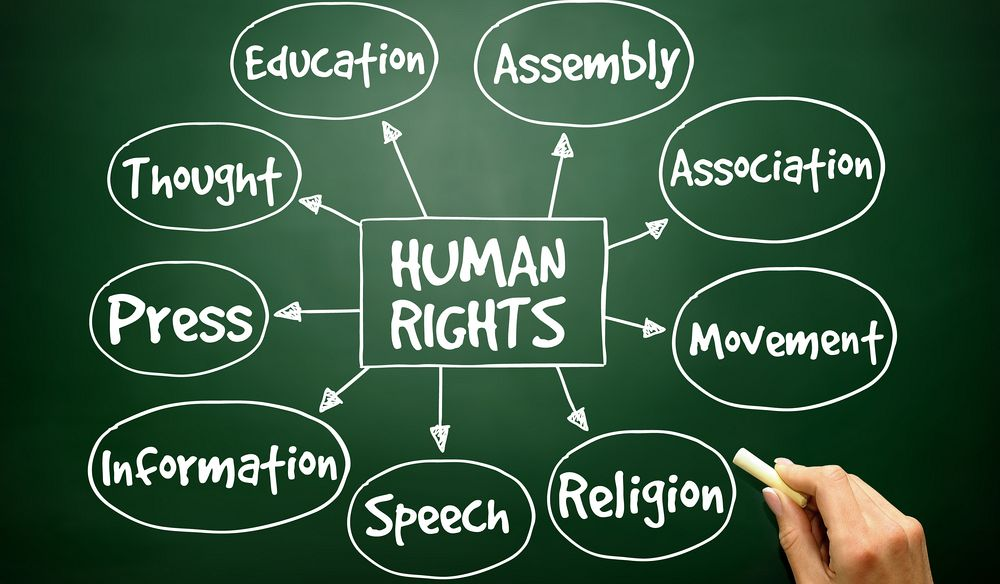 Education
Assembly
Thought
Association
HUMAN
RIGHTS
Press
Movement
Information
Speech
Religion